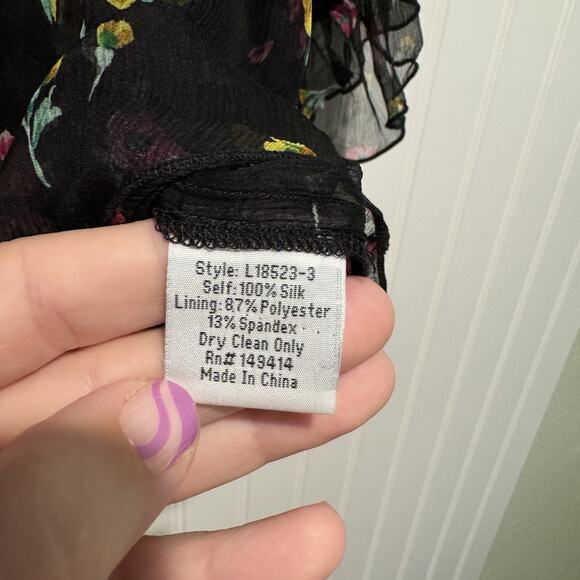 Style: L18523-3
Self: 100% Silk
Lining: 87% Polyester
13% Spandex
Dry Clean Only
Rn# 149414
Made In China